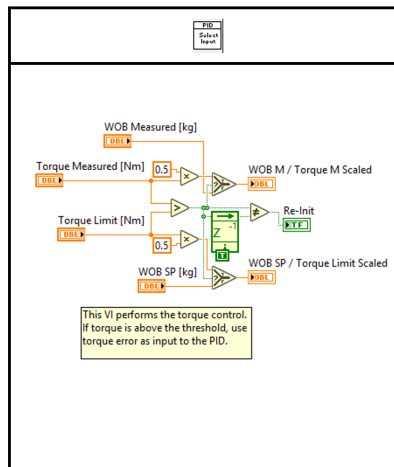 PID
Select
Input
WOB Measured [kg]
DBL
Torque Measured [Nm]
DBL
0.5
×
?
WOB M / Torque M Scaled
DBL
>
≠
Re-Init
TF
Torque Limit [Nm]
DBL
0.5
×
Z
-1
T
WOB SP [kg]
DBL
?
WOB SP / Torque Limit Scaled
DBL
This VI performs the torque control.
If torque is above the threshold, use
torque error as input to the PID.